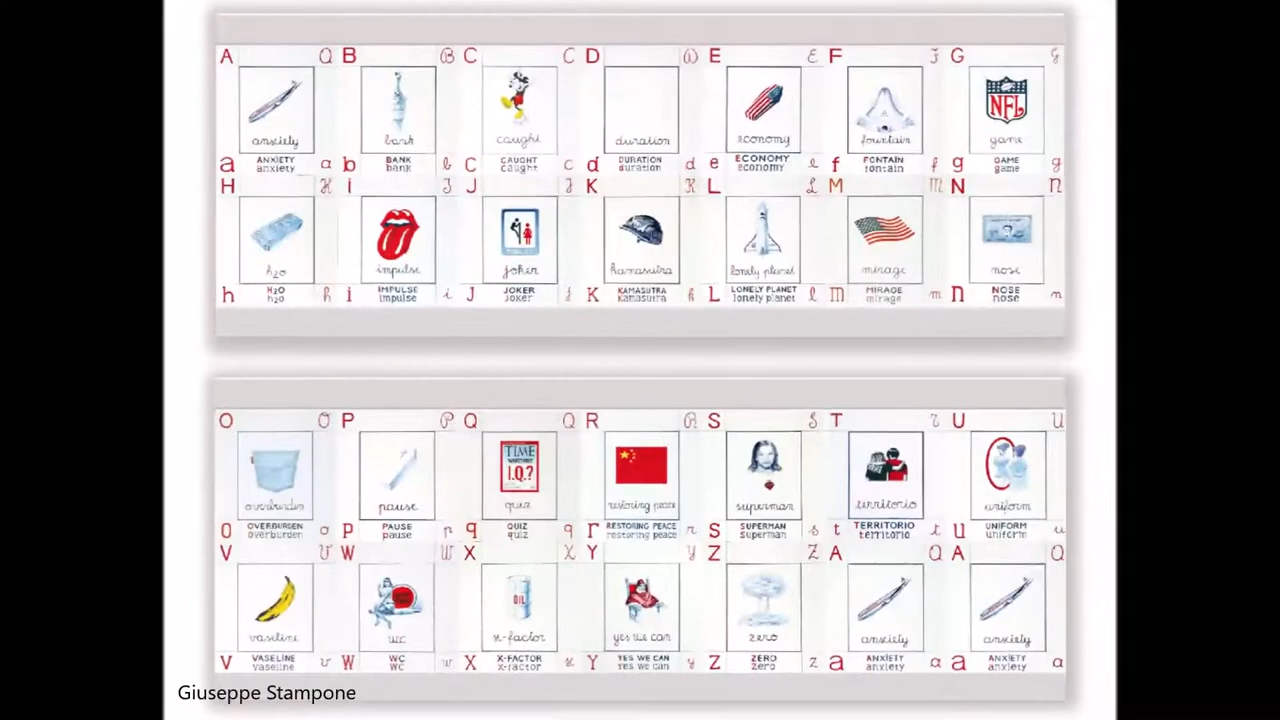 A a B B C C D D E E F F G G
anxiety bank caught duration economy fountain NFL game
a ANXIETY a b BANK b C CAUGHT c d DURATION d e ECONOMY e f FONTAIN f g GAME g
anxiety bank caught duration economy fontain game
H H I I J J K K L L M M N n
h2o impulse joker kamasutra lonely planet mirage nose
h H2O h i IMPULSE i J JOKER j K KAMASUTRA k L LONELY PLANET l m MIRAGE m n NOSE n
h2o impulse JOKER kamasutra lonely planet mirage nose
O O P P Q Q R R S S T T U U
TIME
I.Q.?
overburden pause quiz restoring peace superman territorio uniform
O OVERBURDEN o P PAUSE p q QUIZ q r RESTORING PEACE r S SUPERMAN s t TERRITORIO t u UNIFORM u
overburden pause quiz restoring peace superman territorio uniform
V V W W X X Y y Z Z A a A a
OIL
vaseline wc x-factor yes we can zero anxiety anxiety
V VASELINE v W WC w X X-FACTOR x Y YES WE CAN y Z ZERO z a ANXIETY a a ANXIETY a
vaseline WC x-factor yes we can zero anxiety anxiety
Giuseppe Stampone